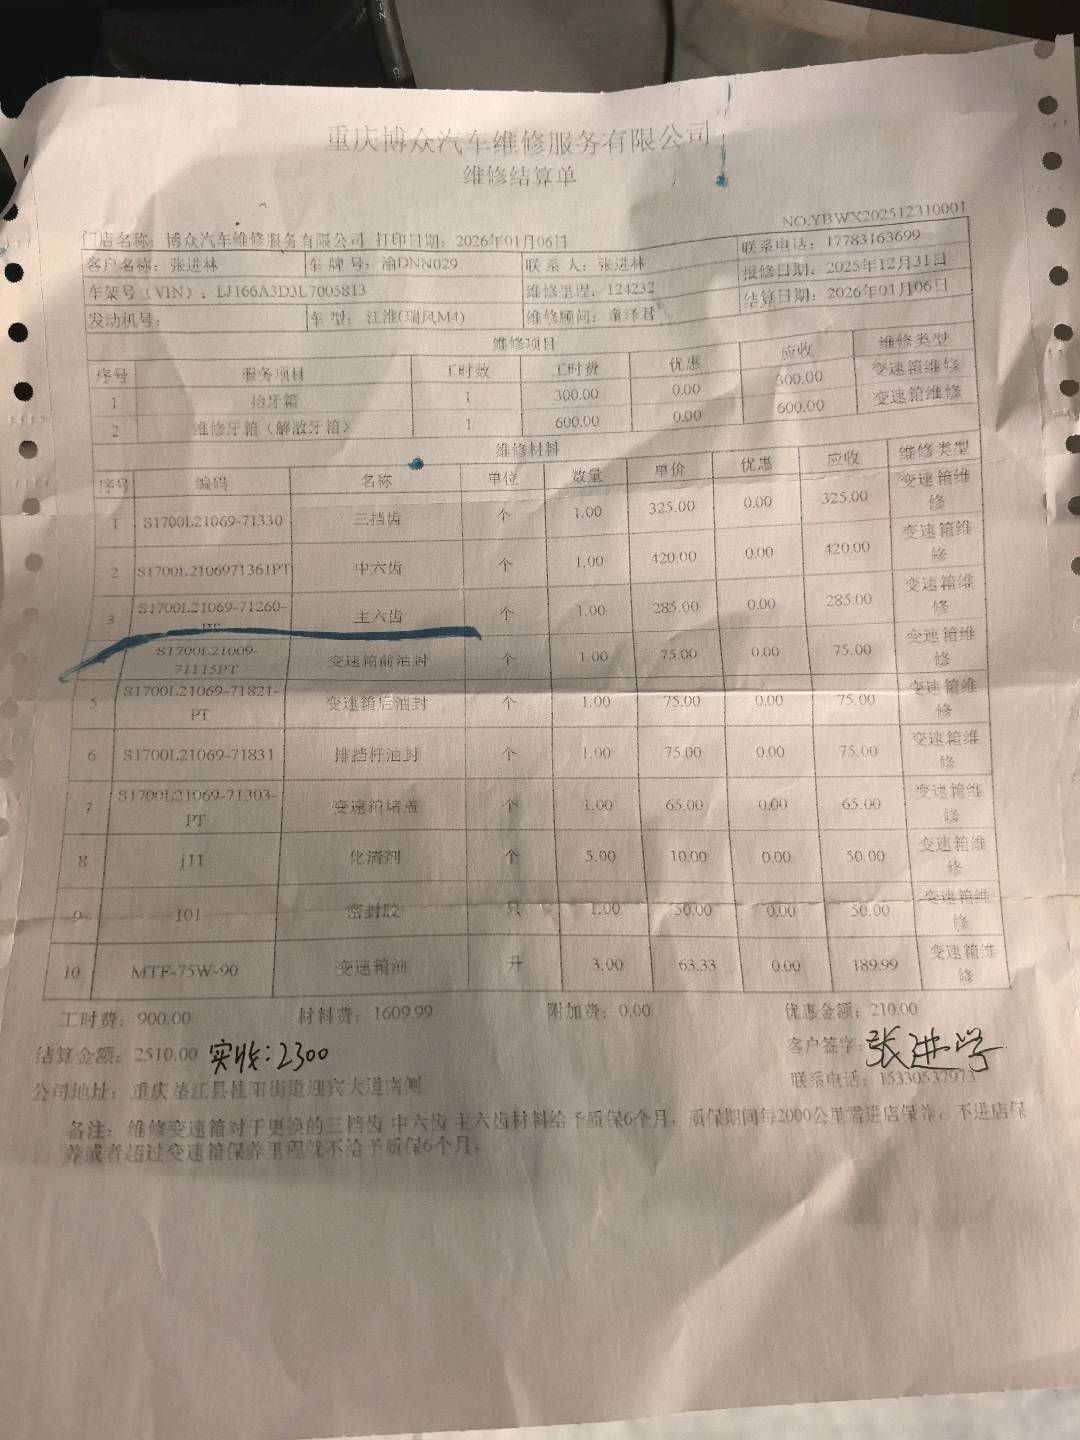 重庆博众汽车维修服务有限公司
维修结算单
NO.YBWX202512310001
门店名称：博众汽车维修服务有限公司 打印日期：2026年01月06日 联系电话：17783163699
客户名称：张进林 车牌号：渝DNN029 联系人：张进林 报修日期：2025年12月31日
车架号（VIN）：LJ166A3D3L7005813 维修里程：124232 结算日期：2026年01月06日
发动机号： 车型：江淮(瑞风M4) 维修顾问：童泽君
维修项目
序号 服务项目 工时数 工时费 优惠 应收 维修类型
1 抬牙箱 1 300.00 0.00 300.00 变速箱维修
2 维修牙箱（解散牙箱） 1 600.00 0.00 600.00 变速箱维修
维修材料
序号 编码 名称 单位 数量 单价 优惠 应收 维修类型
1 S1700L21069-71330 三挡齿 个 1.00 325.00 0.00 325.00 变速箱维修
2 S1700L2106971361PT 中六齿 个 1.00 420.00 0.00 420.00 变速箱维修
3 S1700L21069-71260-PT 主六齿 个 1.00 285.00 0.00 285.00 变速箱维修
S1700L21069-71115PT 变速箱前油封 个 1.00 75.00 0.00 75.00 变速箱维修
5 S1700L21069-71821-PT 变速箱后油封 个 1.00 75.00 0.00 75.00 变速箱维修
6 S1700L21069-71831 排挡杆油封 个 1.00 75.00 0.00 75.00 变速箱维修
7 S1700L21069-71303-PT 变速箱堵盖 个 1.00 65.00 0.00 65.00 变速箱维修
8 j11 化清剂 个 5.00 10.00 0.00 50.00 变速箱维修
9 101 密封胶 只 1.00 50.00 0.00 50.00 变速箱维修
10 MTF-75W-90 变速箱油 升 3.00 63.33 0.00 189.99 变速箱维修
工时费：900.00 材料费：1609.99 附加费：0.00 优惠金额：210.00
结算金额：2510.00 实收：2300 客户签字：张进学
公司地址：重庆垫江县桂阳街道迎宾大道南侧 联系电话：15330537973
备注：维修变速箱对于更换的三挡齿 中六齿 主六齿材料给予质保6个月，质保期间每2000公里需进店保养，不进店保
养或者超过变速箱保养里程就不给予质保6个月。